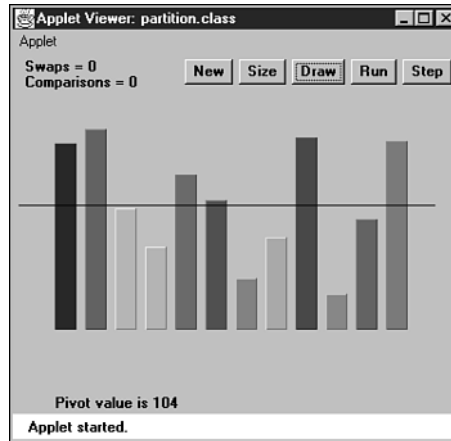 Applet Viewer: partition.class
Applet
Swaps = 0
Comparisons = 0
New Size Draw Run Step
Pivot value is 104
Applet started.